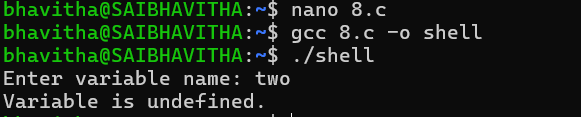 bhavitha@SAIBHAVITHA:~$ nano 8.c
bhavitha@SAIBHAVITHA:~$ gcc 8.c -o shell
bhavitha@SAIBHAVITHA:~$ ./shell
Enter variable name: two
Variable is undefined.